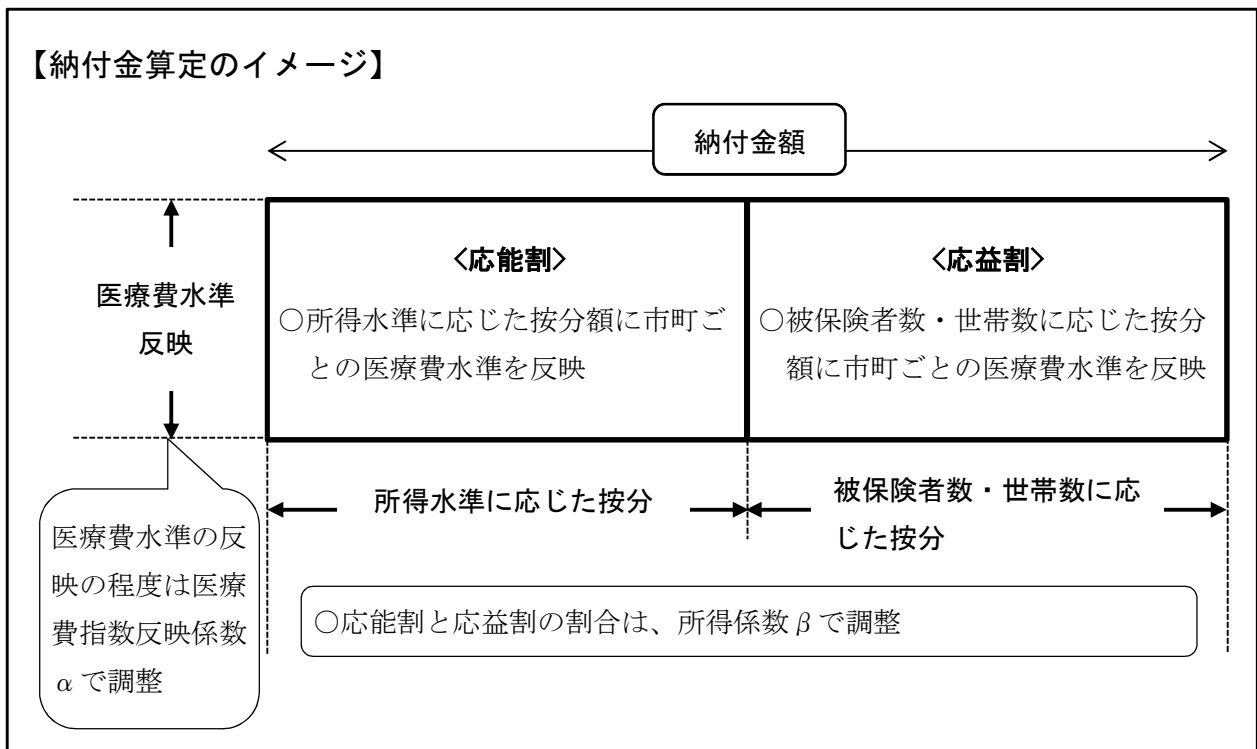 【納付金算定のイメージ】
納付金額
医療費水準
反映
〈応能割〉
○所得水準に応じた按分額に市町ご
との医療費水準を反映
〈応益割〉
○被保険者数・世帯数に応じた按分
額に市町ごとの医療費水準を反映
所得水準に応じた按分
被保険者数・世帯数に応
じた按分
医療費水準の反
映の程度は医療
費指数反映係数
αで調整
○応能割と応益割の割合は、所得係数βで調整